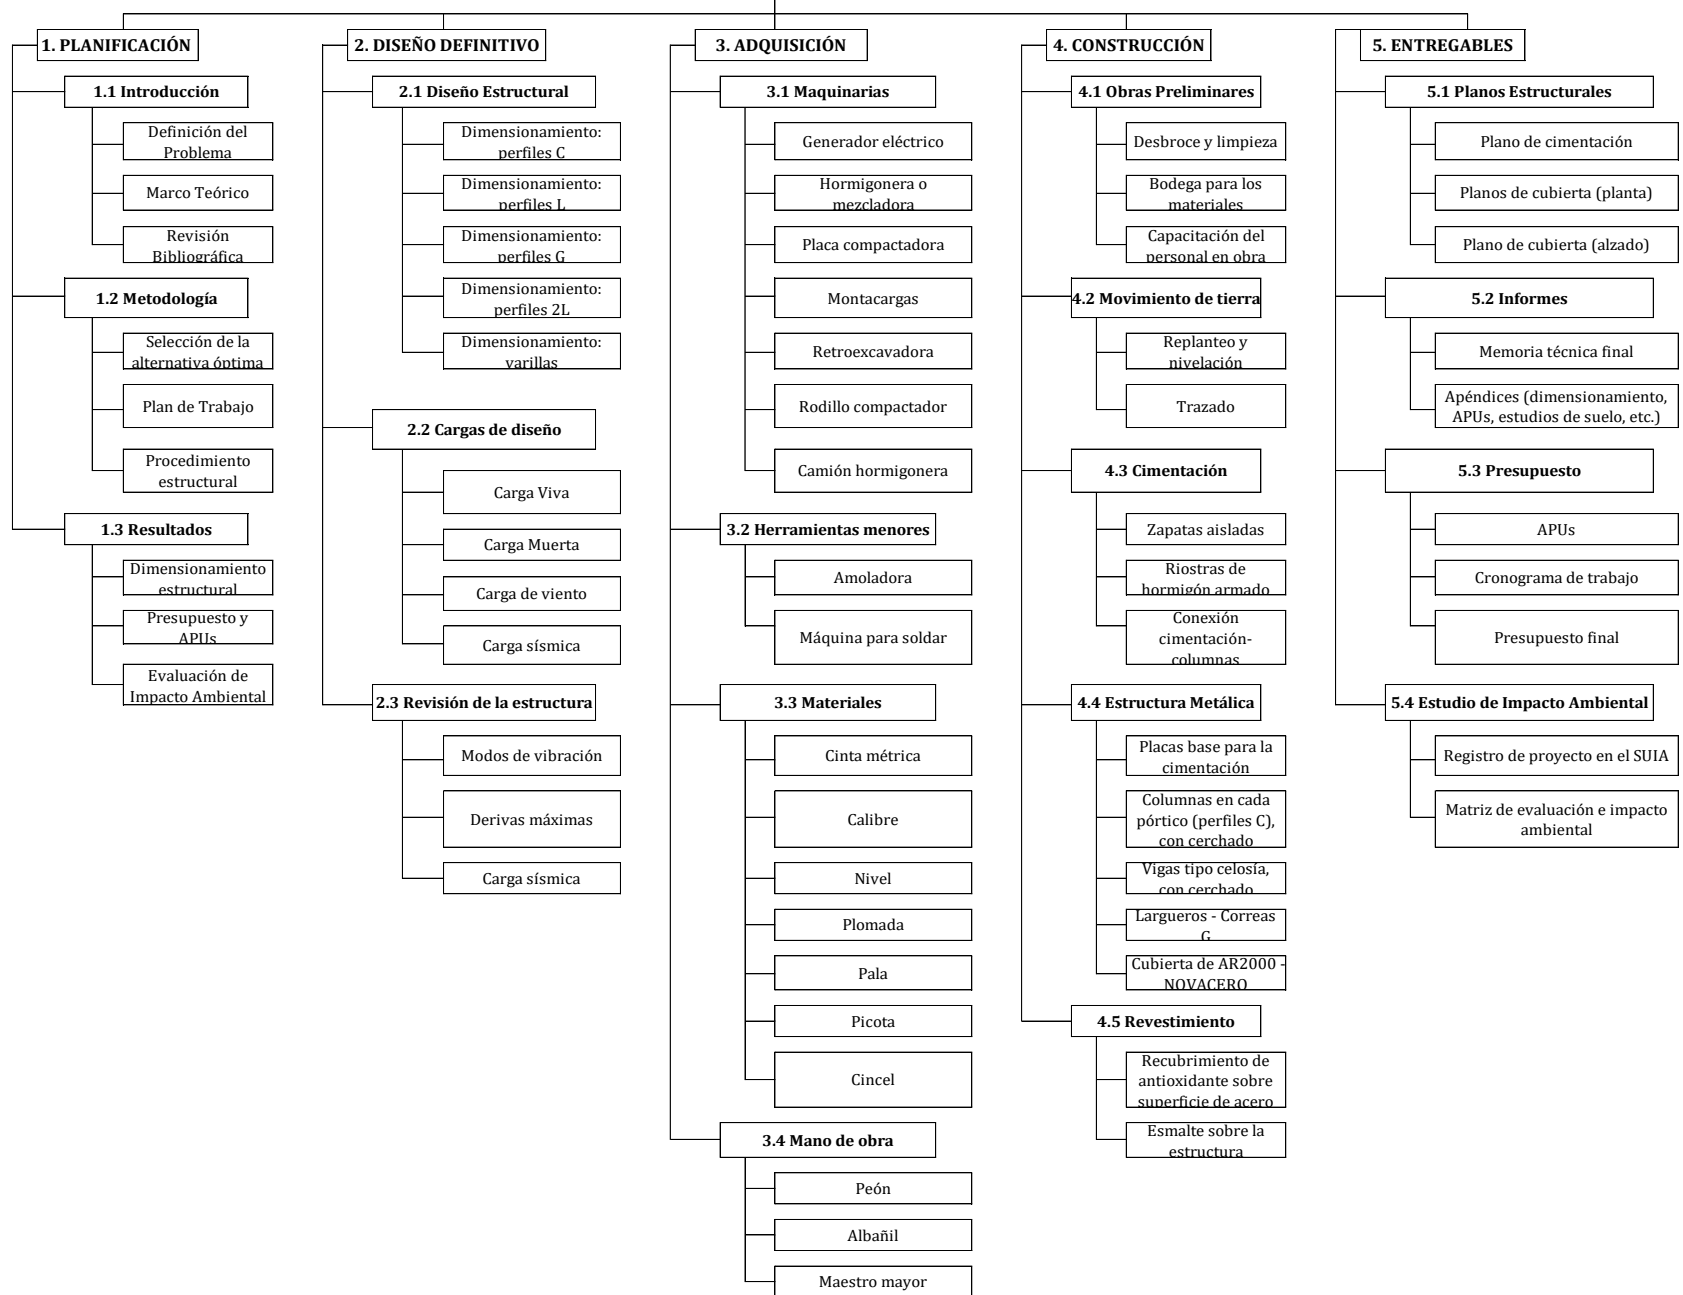 1. PLANIFICACIÓN
1.1 Introducción
Definición del
Problema
Marco Teórico
Revisión
Bibliográfica
1.2 Metodología
Selección de la
alternativa óptima
Plan de Trabajo
Procedimiento
estructural
1.3 Resultados
Dimensionamiento
estructural
Presupuesto y
APUs
Evaluación de
Impacto Ambiental
2. DISEÑO DEFINITIVO
2.1 Diseño Estructural
Dimensionamiento:
perfiles C
Dimensionamiento:
perfiles L
Dimensionamiento:
perfiles G
Dimensionamiento:
perfiles 2L
Dimensionamiento:
varillas
2.2 Cargas de diseño
Carga Viva
Carga Muerta
Carga de viento
Carga sísmica
2.3 Revisión de la estructura
Modos de vibración
Derivas máximas
Carga sísmica
3. ADQUISICIÓN
3.1 Maquinarias
Generador eléctrico
Hormigonera o
mezcladora
Placa compactadora
Montacargas
Retroexcavadora
Rodillo compactador
Camión hormigonera
3.2 Herramientas menores
Amoladora
Máquina para soldar
3.3 Materiales
Cinta métrica
Calibre
Nivel
Plomada
Pala
Picota
Cincel
3.4 Mano de obra
Peón
Albañil
Maestro mayor
4. CONSTRUCCIÓN
4.1 Obras Preliminares
Desbroce y limpieza
Bodega para los
materiales
Capacitación del
personal en obra
4.2 Movimiento de tierra
Replanteo y
nivelación
Trazado
4.3 Cimentación
Zapatas aisladas
Riostras de
hormigón armado
Conexión
cimentación-
columnas
4.4 Estructura Metálica
Placas base para la
cimentación
Columnas en cada
pórtico (perfiles C),
con cerchado
Vigas tipo celosía,
con cerchado
Largueros - Correas
G
Cubierta de AR2000 -
NOVACERO
4.5 Revestimiento
Recubrimiento de
antioxidante sobre
superficie de acero
Esmalte sobre la
estructura
5. ENTREGABLES
5.1 Planos Estructurales
Plano de cimentación
Planos de cubierta (planta)
Plano de cubierta (alzado)
5.2 Informes
Memoria técnica final
Apéndices (dimensionamiento,
APUs, estudios de suelo, etc.)
5.3 Presupuesto
APUs
Cronograma de trabajo
Presupuesto final
5.4 Estudio de Impacto Ambiental
Registro de proyecto en el SUIA
Matriz de evaluación e impacto
ambiental